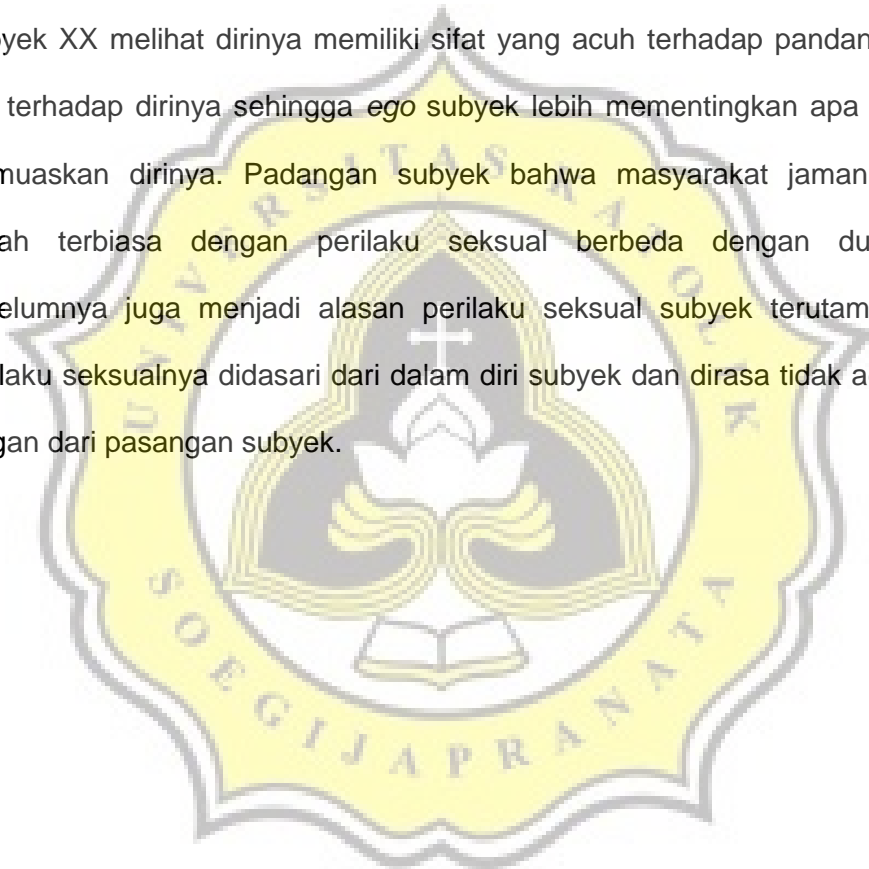 yek XX melihat dirinya memiliki sifat yang acuh terhadap pandan
terhadap dirinya sehingga ego subyek lebih mementingkan apa
muaskan dirinya. Padangan subyek bahwa masyarakat jaman
ah terbiasa dengan perilaku seksual berbeda dengan du
elumnya juga menjadi alasan perilaku seksual subyek terutam
laku seksualnya didasari dari dalam diri subyek dan dirasa tidak a
gan dari pasangan subyek.
UNIVERSITAS KATOLIK
SOEGIJAPRANATA